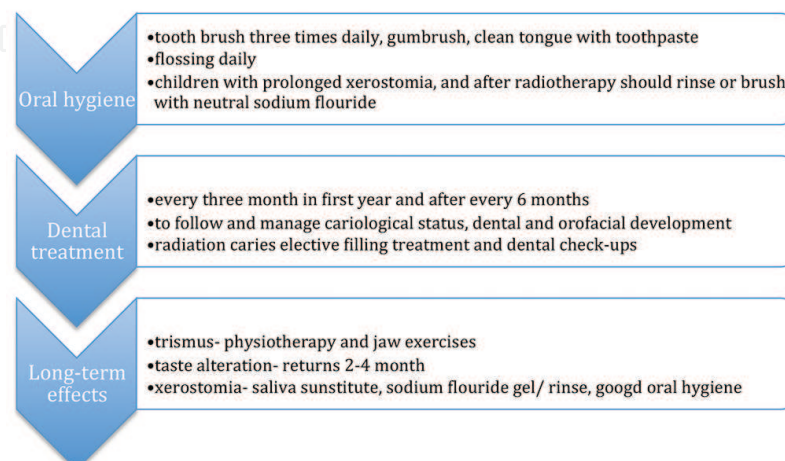 Oral hygiene
•tooth brush three times daily, gumbrush, clean tongue with toothpaste
•flossing daily
•children with prolonged xerostomia, and after radiotherapy should rinse or brush
with neutral sodium flouride
Dental
treatment
•every three month in first year and after every 6 months
•to follow and manage cariological status, dental and orofacial development
•radiation caries elective filling treatment and dental check-ups
Long-term
effects
•trismus- physiotherapy and jaw exercises
•taste alteration- returns 2-4 month
•xerostomia- saliva sunstitute, sodium flouride gel/ rinse, googd oral hygiene